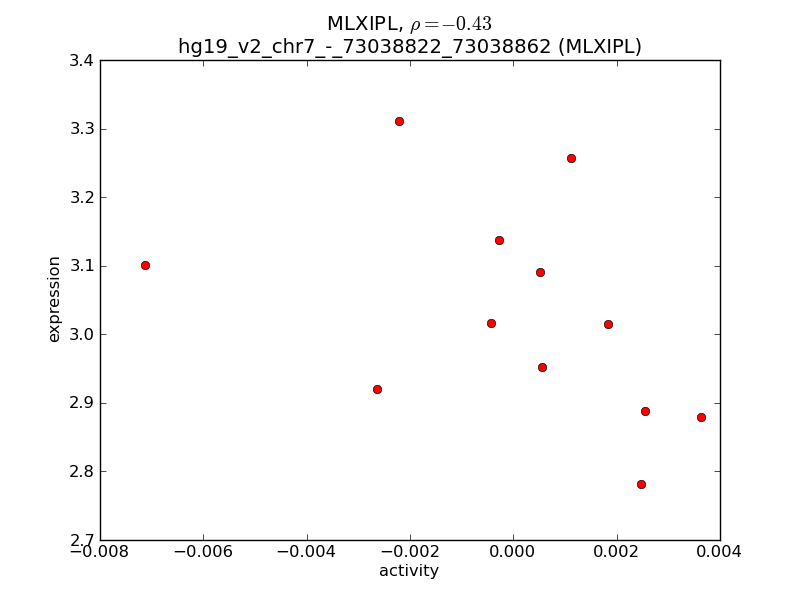 MLXIPL, ρ = −0.43
hg19_v2_chr7_-_73038822_73038862 (MLXIPL)
3.4
3.3
3.2
3.1
3.0
2.9
2.8
2.7
expression
−0.008 −0.006 −0.004 −0.002 0.000 0.002 0.004
activity